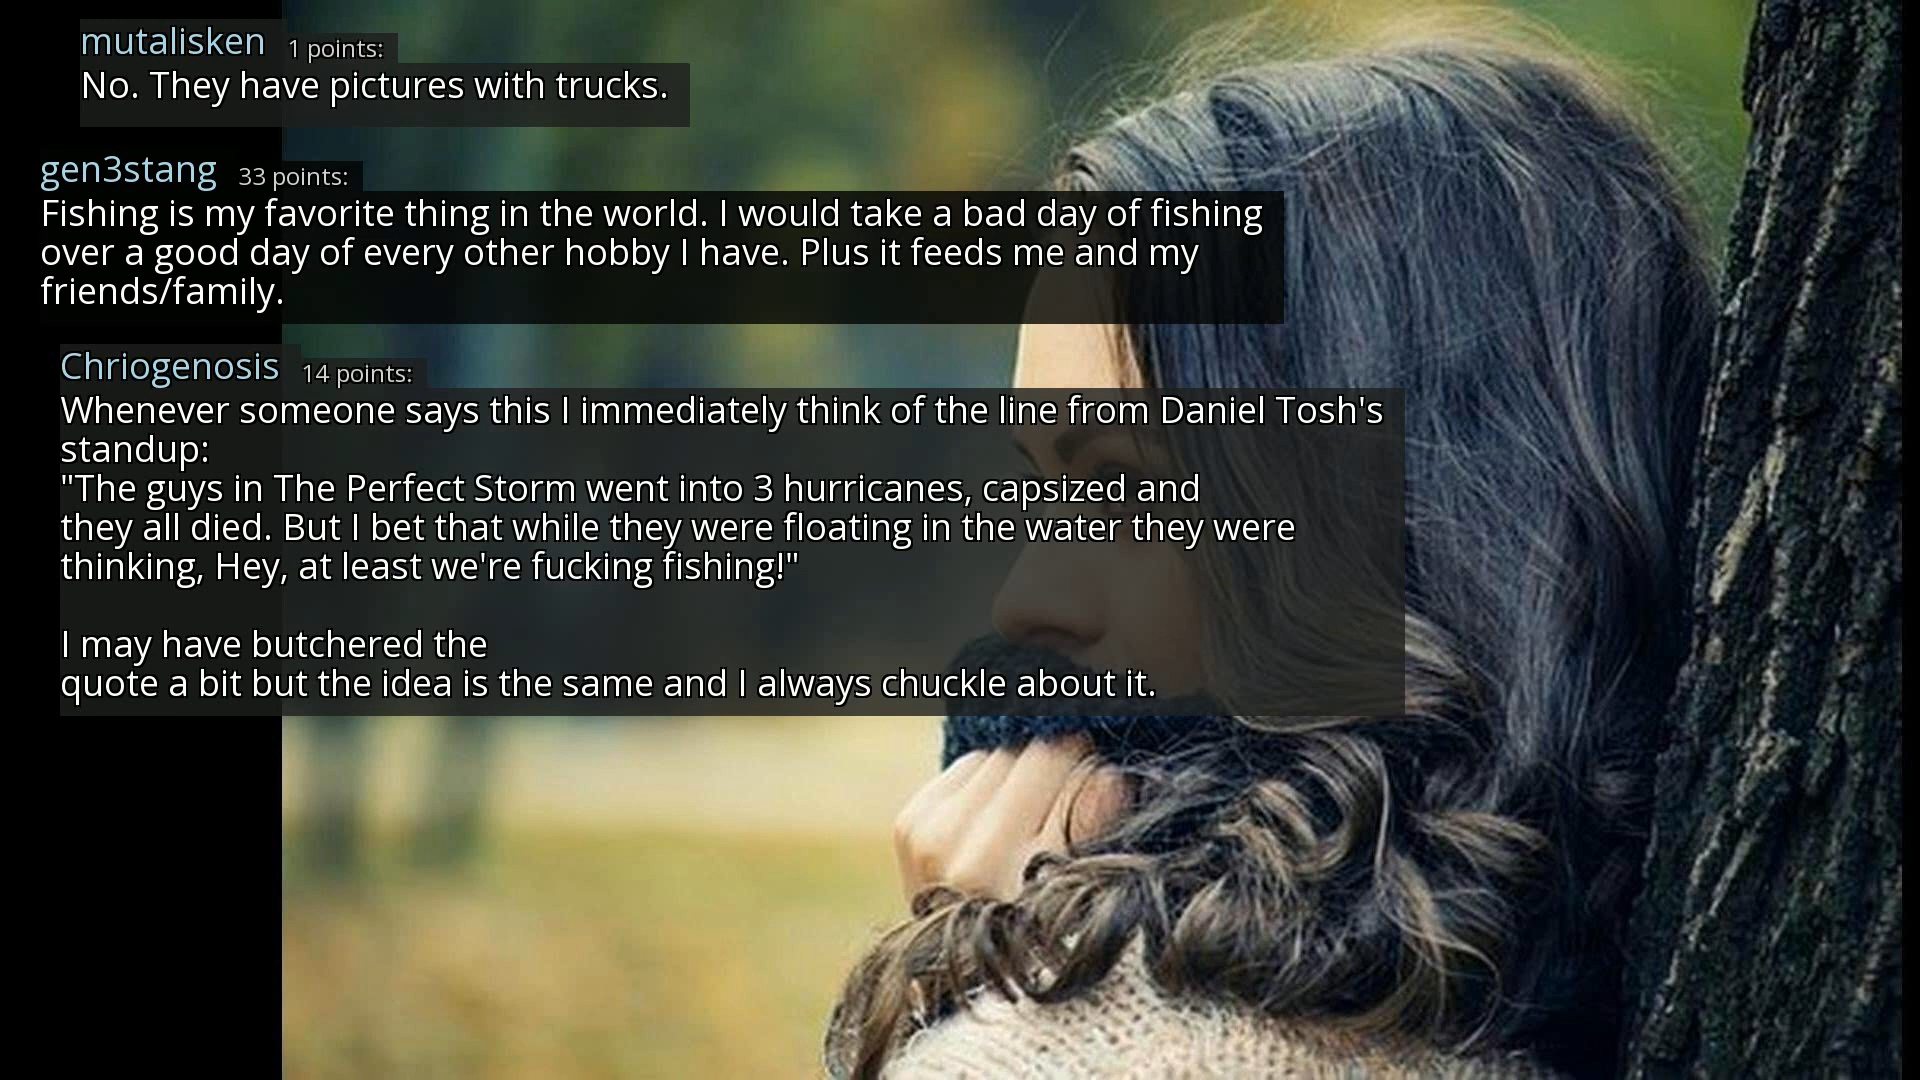 mutalisken 1 points:
No. They have pictures with trucks.
gen3stang 33 points:
Fishing is my favorite thing in the world. I would take a bad day of fishing
over a good day of every other hobby I have. Plus it feeds me and my
friends/family.
Chriogenosis 14 points:
Whenever someone says this I immediately think of the line from Daniel Tosh's
standup:
"The guys in The Perfect Storm went into 3 hurricanes, capsized and
they all died. But I bet that while they were floating in the water they were
thinking, Hey, at least we're fucking fishing!"
I may have butchered the
quote a bit but the idea is the same and I always chuckle about it.